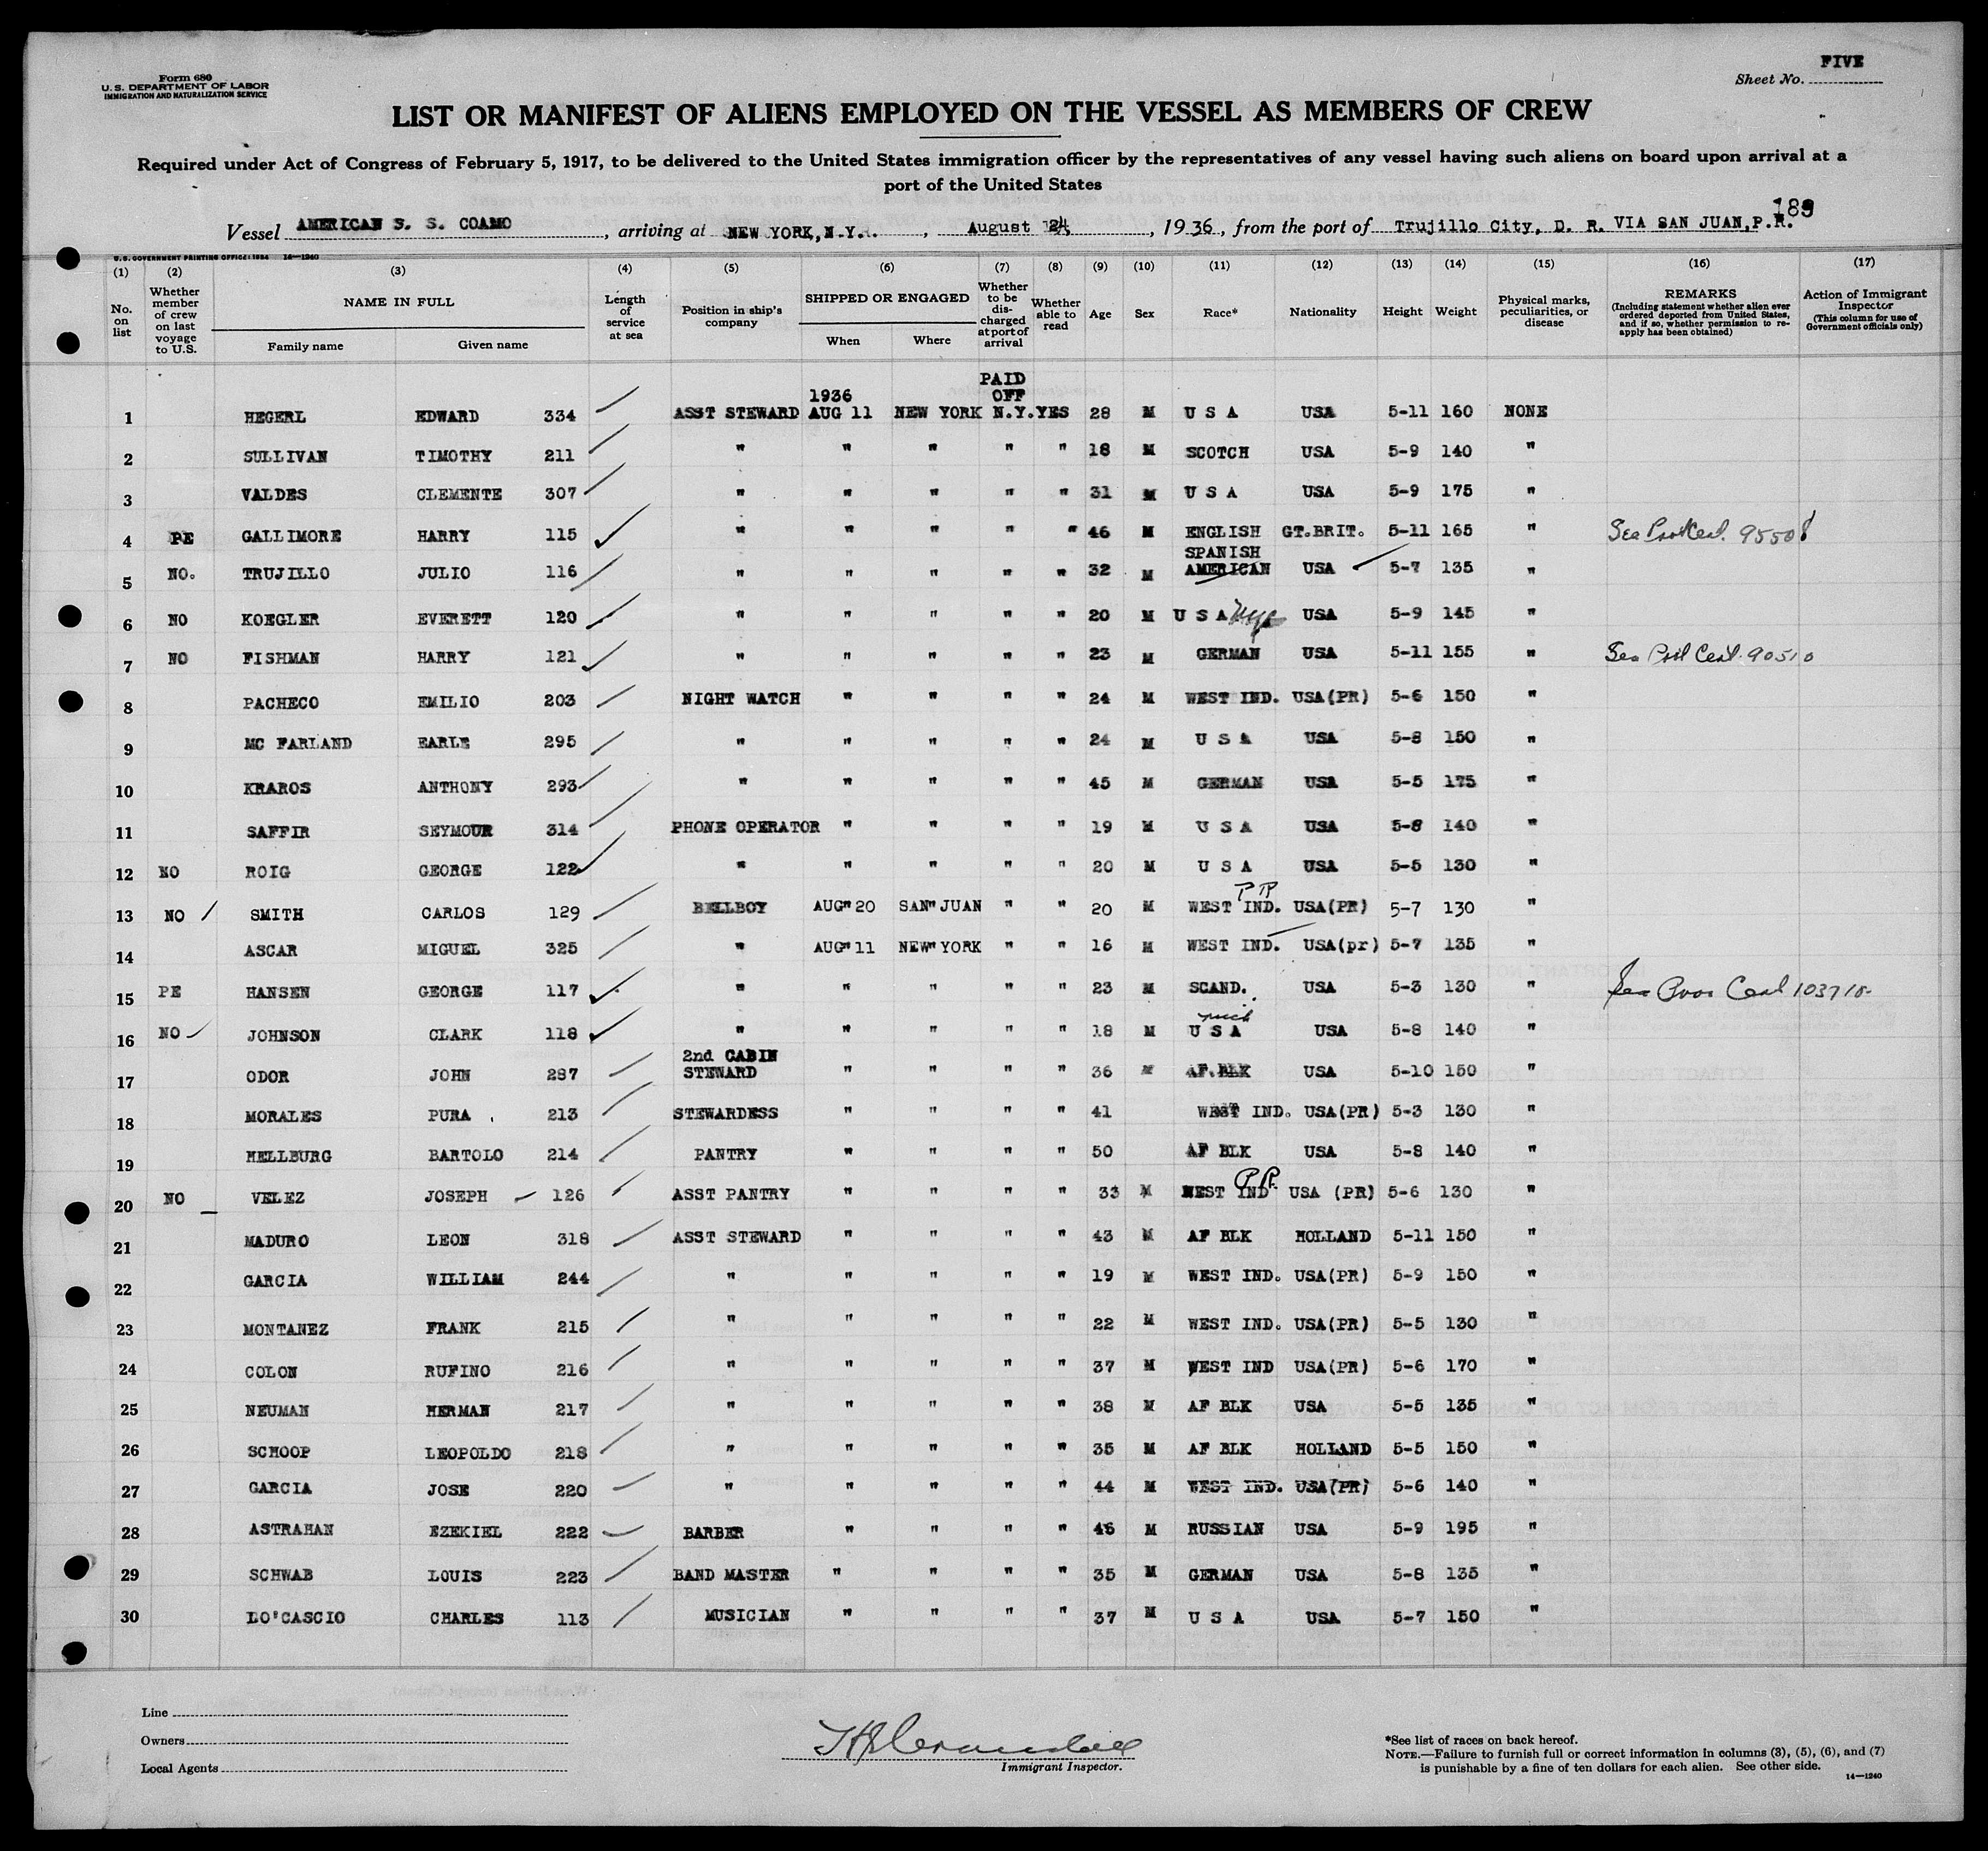 Form 680
U. S. DEPARTMENT OF LABOR
IMMIGRATION AND NATURALIZATION SERVICE
FIVE
Sheet No.
LIST OR MANIFEST OF ALIENS EMPLOYED ON THE VESSEL AS MEMBERS OF CREW
Required under Act of Congress of February 5, 1917, to be delivered to the United States immigration officer by the representatives of any vessel having such aliens on board upon arrival at a
port of the United States
189
Vessel AMERICAN S. S. COAMO, arriving at NEW YORK, N.Y., August 24, 1936, from the port of Trujillo City, D. R. VIA SAN JUAN, P.R.
U. S. GOVERNMENT PRINTING OFFICE: 1934 14—1240
(1) (2) (3) (4) (5) (6) (7) (8) (9) (10) (11) (12) (13) (14) (15) (16) (17)
No. on list
Whether member of crew on last voyage to U.S.
NAME IN FULL
Family name Given name
Length of service at sea
Position in ship's company
SHIPPED OR ENGAGED
When Where
Whether to be discharged at port of arrival
Whether able to read
Age Sex Race* Nationality Height Weight
Physical marks, peculiarities, or disease
REMARKS
(Including statement whether alien ever ordered deported from United States, and if so, whether permission to reapply has been obtained)
Action of Immigrant Inspector
(This column for use of Government officials only)
1936 PAID OFF
1 HEGERL EDWARD 334 ASST STEWARD AUG 11 NEW YORK N.Y. YES 28 M U S A USA 5-11 160 NONE
2 SULLIVAN TIMOTHY 211 " " " " " 18 M SCOTCH USA 5-9 140 "
3 VALDES CLEMENTE 307 " " " " " 31 M U S A USA 5-9 175 "
4 PE GALLIMORE HARRY 115 " " " " " 46 M ENGLISH GT.BRIT. 5-11 165 "
5 NO. TRUJILLO JULIO 116 " " " " " 32 M SPANISH AMERICAN USA 5-7 135 "
6 NO KOEGLER EVERETT 120 " " " " " 20 M U S A USA 5-9 145 "
7 NO FISHMAN HARRY 121 " " " " " 23 M GERMAN USA 5-11 155 " 90510
8 PACHECO EMILIO 203 NIGHT WATCH " " " " 24 M WEST IND. USA(PR) 5-6 150 "
9 MC FARLAND EARLE 295 " " " " " 24 M U S A USA 5-8 150 "
10 KRAROS ANTHONY 293 " " " " " 45 M GERMAN USA 5-5 175 "
11 SAFFIR SEYMOUR 314 PHONE OPERATOR " " " " 19 M U S A USA 5-8 140 "
12 NO ROIG GEORGE 122 " " " " " 20 M U S A USA 5-5 130 "
13 NO SMITH CARLOS 129 BELLBOY AUG" 20 SAN" JUAN " " 20 M WEST IND. USA(PR) 5-7 130 "
14 ASCAR MIGUEL 325 " AUG" 11 NEW" YORK " " 16 M WEST IND. USA(pr) 5-7 135 "
15 PE HANSEN GEORGE 117 " " " " " 23 M SCAND. USA 5-3 130 "
16 NO JOHNSON CLARK 118 " " " " " 18 M U S A USA 5-8 140 "
17 ODOR JOHN 287 2nd CABIN STEWARD " " " " 36 M AF.BLK USA 5-10 150 "
18 MORALES PURA 213 STEWARDESS " " " " 41 WEST IND. USA(PR) 5-3 130 "
19 HELLBURG BARTOLO 214 PANTRY " " " " 50 AF BLK USA 5-8 140 "
20 NO VELEZ JOSEPH 126 ASST PANTRY " " " " 33 M WEST IND P.R. USA (PR) 5-6 130 "
21 MADURO LEON 318 ASST STEWARD " " " " 43 M AF BLK HOLLAND 5-11 150 "
22 GARCIA WILLIAM 244 " " " " " 19 M WEST IND. USA(PR) 5-9 150 "
23 MONTANEZ FRANK 215 " " " " " 22 M WEST IND. USA(PR) 5-5 130 "
24 COLON RUFINO 216 " " " " " 37 M WEST IND USA(PR) 5-6 170 "
25 NEUMAN HERMAN 217 " " " " " 38 M AF BLK USA 5-5 135 "
26 SCHOOP LEOPOLDO 218 " " " " " 35 M AF BLK HOLLAND 5-5 150 "
27 GARCIA JOSE 220 " " " " " 44 M WEST IND. USA(PR) 5-6 140 "
28 ASTRAHAN EZEKIEL 222 BARBER " " " " 46 M RUSSIAN USA 5-9 195 "
29 SCHWAB LOUIS 223 BAND MASTER " " " " 35 M GERMAN USA 5-8 135 "
30 LO'CASCIO CHARLES 113 MUSICIAN " " " " 37 M U S A USA 5-7 150 "
Line
Owners
Local Agents
Immigrant Inspector.
*See list of races on back hereof.
NOTE.—Failure to furnish full or correct information in columns (3), (5), (6), and (7)
is punishable by a fine of ten dollars for each alien. See other side.
14—1240